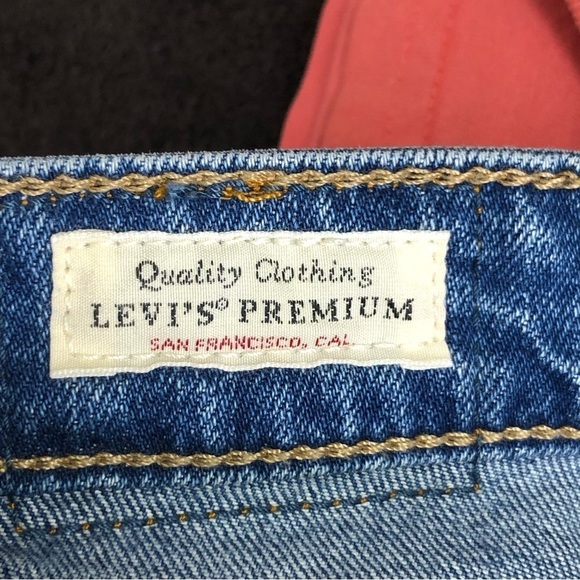 Quality Clothing
LEVI'S® PREMIUM
SAN FRANCISCO, CAL.